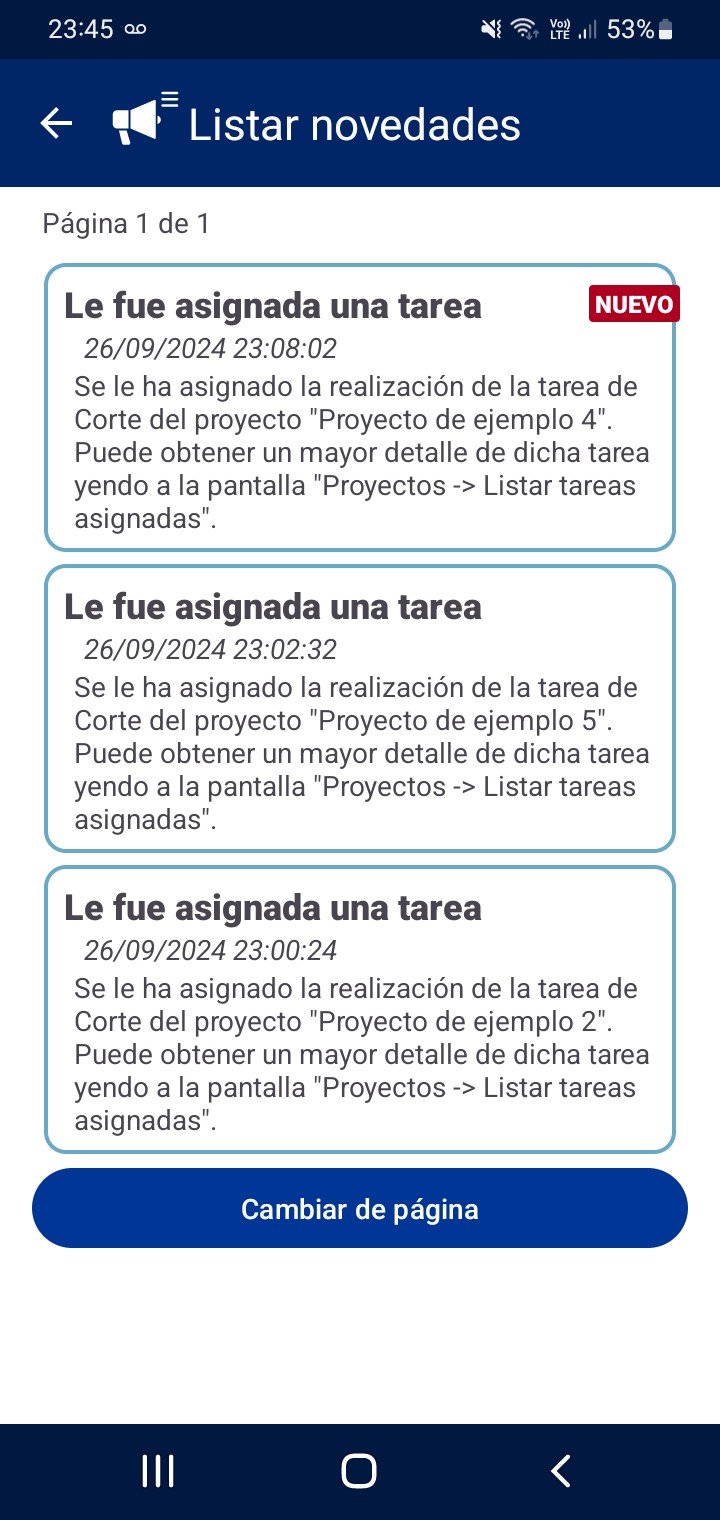 23:45
Vo))
LTE
53%
Listar novedades
Página 1 de 1
Le fue asignada una tarea
NUEVO
26/09/2024 23:08:02
Se le ha asignado la realización de la tarea de
Corte del proyecto "Proyecto de ejemplo 4".
Puede obtener un mayor detalle de dicha tarea
yendo a la pantalla "Proyectos -> Listar tareas
asignadas".
Le fue asignada una tarea
26/09/2024 23:02:32
Se le ha asignado la realización de la tarea de
Corte del proyecto "Proyecto de ejemplo 5".
Puede obtener un mayor detalle de dicha tarea
yendo a la pantalla "Proyectos -> Listar tareas
asignadas".
Le fue asignada una tarea
26/09/2024 23:00:24
Se le ha asignado la realización de la tarea de
Corte del proyecto "Proyecto de ejemplo 2".
Puede obtener un mayor detalle de dicha tarea
yendo a la pantalla "Proyectos -> Listar tareas
asignadas".
Cambiar de página